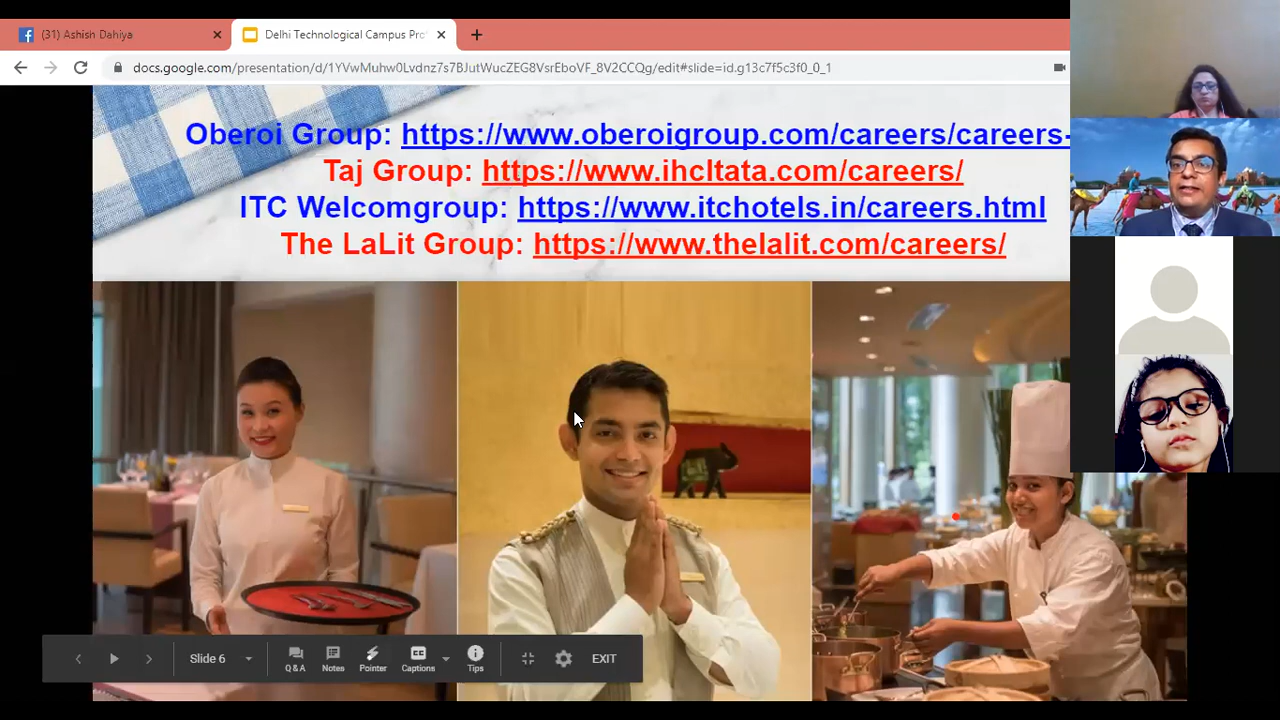 (31) Ashish Dahiya
Delhi Technological Campus Pro
docs.google.com/presentation/d/1YVwMuhw0Lvdnz7s7BJutWucZEG8VsrEboVF_8V2CCQg/edit#slide=id.g13c7f5c3f0_0_1
Oberoi Group: https://www.oberoigroup.com/careers/careers-
Taj Group: https://www.ihcltata.com/careers/
ITC Welcomgroup: https://www.itchotels.in/careers.html
The LaLit Group: https://www.thelalit.com/careers/
Slide 6
Q & A
Notes
Pointer
Captions
Tips
EXIT